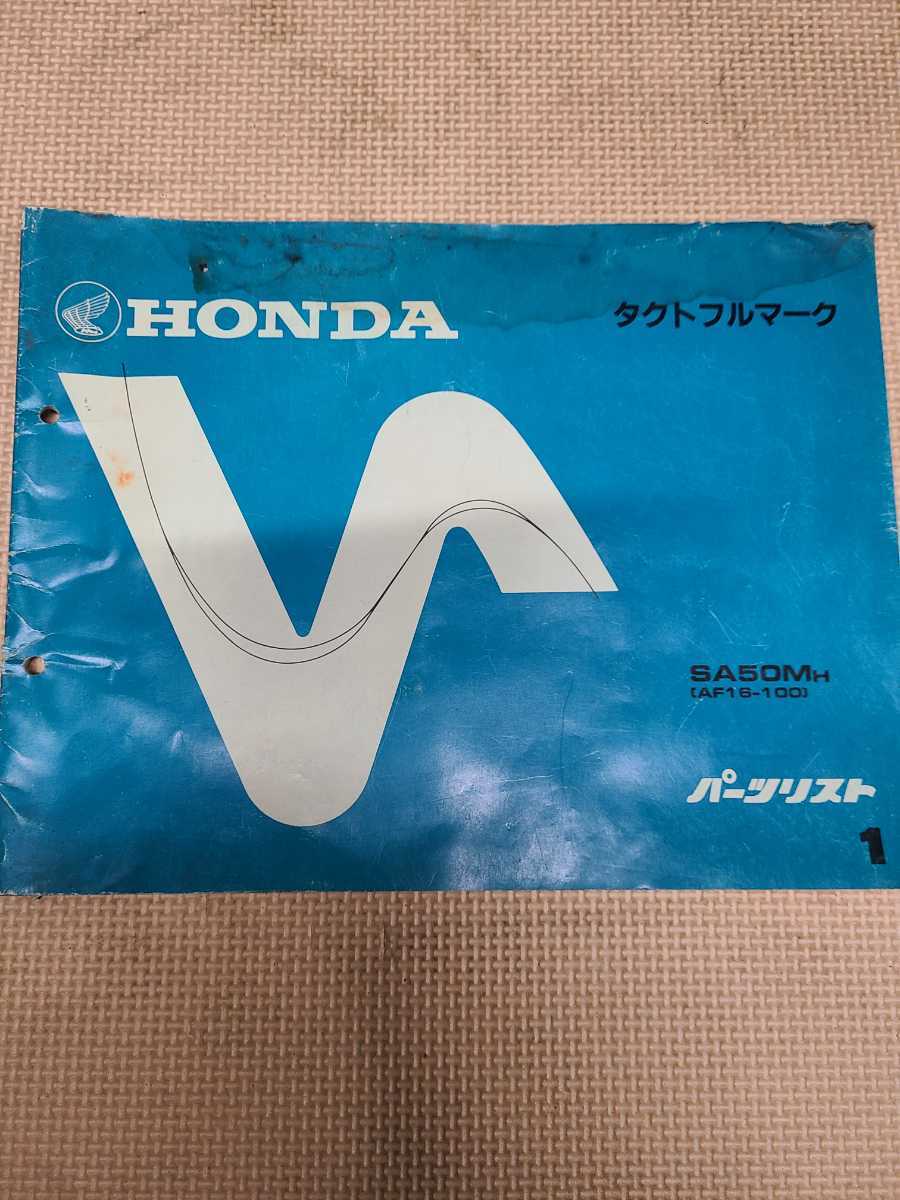 HONDA
タクトフルマーク
SA50MH
(AF16-100)
パーツリスト
1